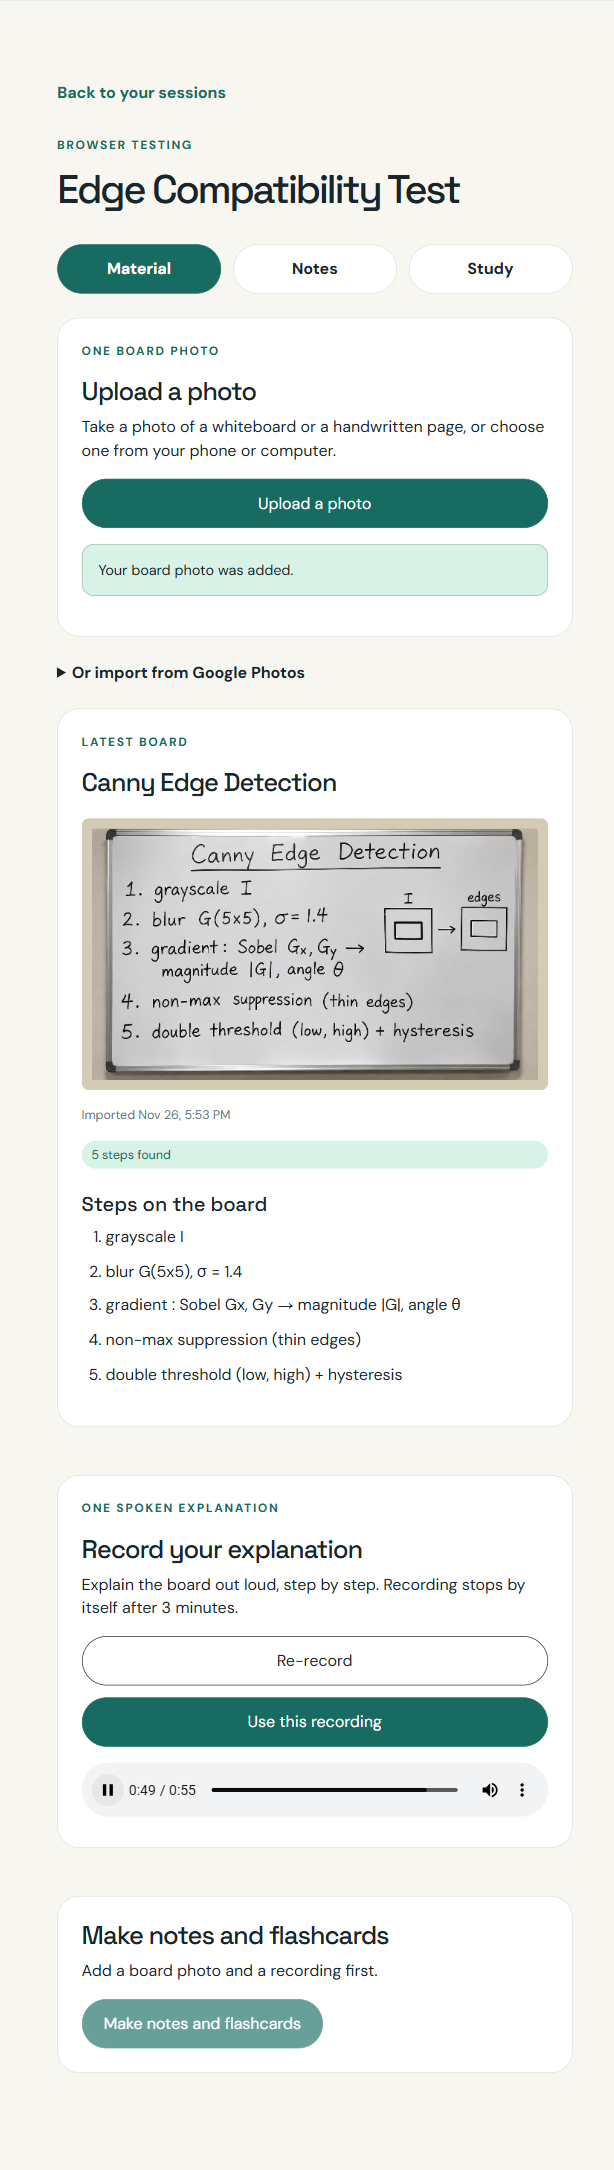 Back to your sessions
BROWSER TESTING
Edge Compatibility Test
Material
Notes
Study
ONE BOARD PHOTO
Upload a photo
Take a photo of a whiteboard or a handwritten page, or choose
one from your phone or computer.
Upload a photo
Your board photo was added.
Or import from Google Photos
LATEST BOARD
Canny Edge Detection
Canny Edge Detection
1. grayscale I
2. blur G(5x5), σ = 1.4
3. gradient : Sobel Gx, Gy →
magnitude |G|, angle θ
4. non-max suppression (thin edges)
5. double threshold (low, high) + hysteresis
I
→
edges
Imported Nov 26, 5:53 PM
5 steps found
Steps on the board
1. grayscale I
2. blur G(5x5), σ = 1.4
3. gradient : Sobel Gx, Gy → magnitude |G|, angle θ
4. non-max suppression (thin edges)
5. double threshold (low, high) + hysteresis
ONE SPOKEN EXPLANATION
Record your explanation
Explain the board out loud, step by step. Recording stops by
itself after 3 minutes.
Re-record
Use this recording
0:49 / 0:55
Make notes and flashcards
Add a board photo and a recording first.
Make notes and flashcards